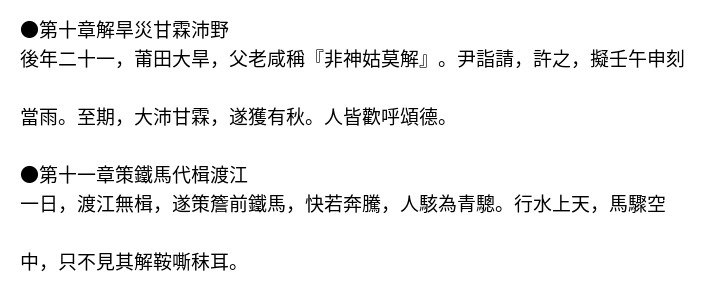 ●第十章解旱災甘霖沛野
後年二十一，莆田大旱，父老咸稱『非神姑莫解』。尹詣請，許之，擬壬午申刻
當雨。至期，大沛甘霖，遂獲有秋。人皆歡呼頌德。
●第十一章策鐵馬代楫渡江
一日，渡江無楫，遂策簷前鐵馬，快若奔騰，人駭為青驄。行水上天，馬驟空
中，只不見其解鞍嘶秣耳。